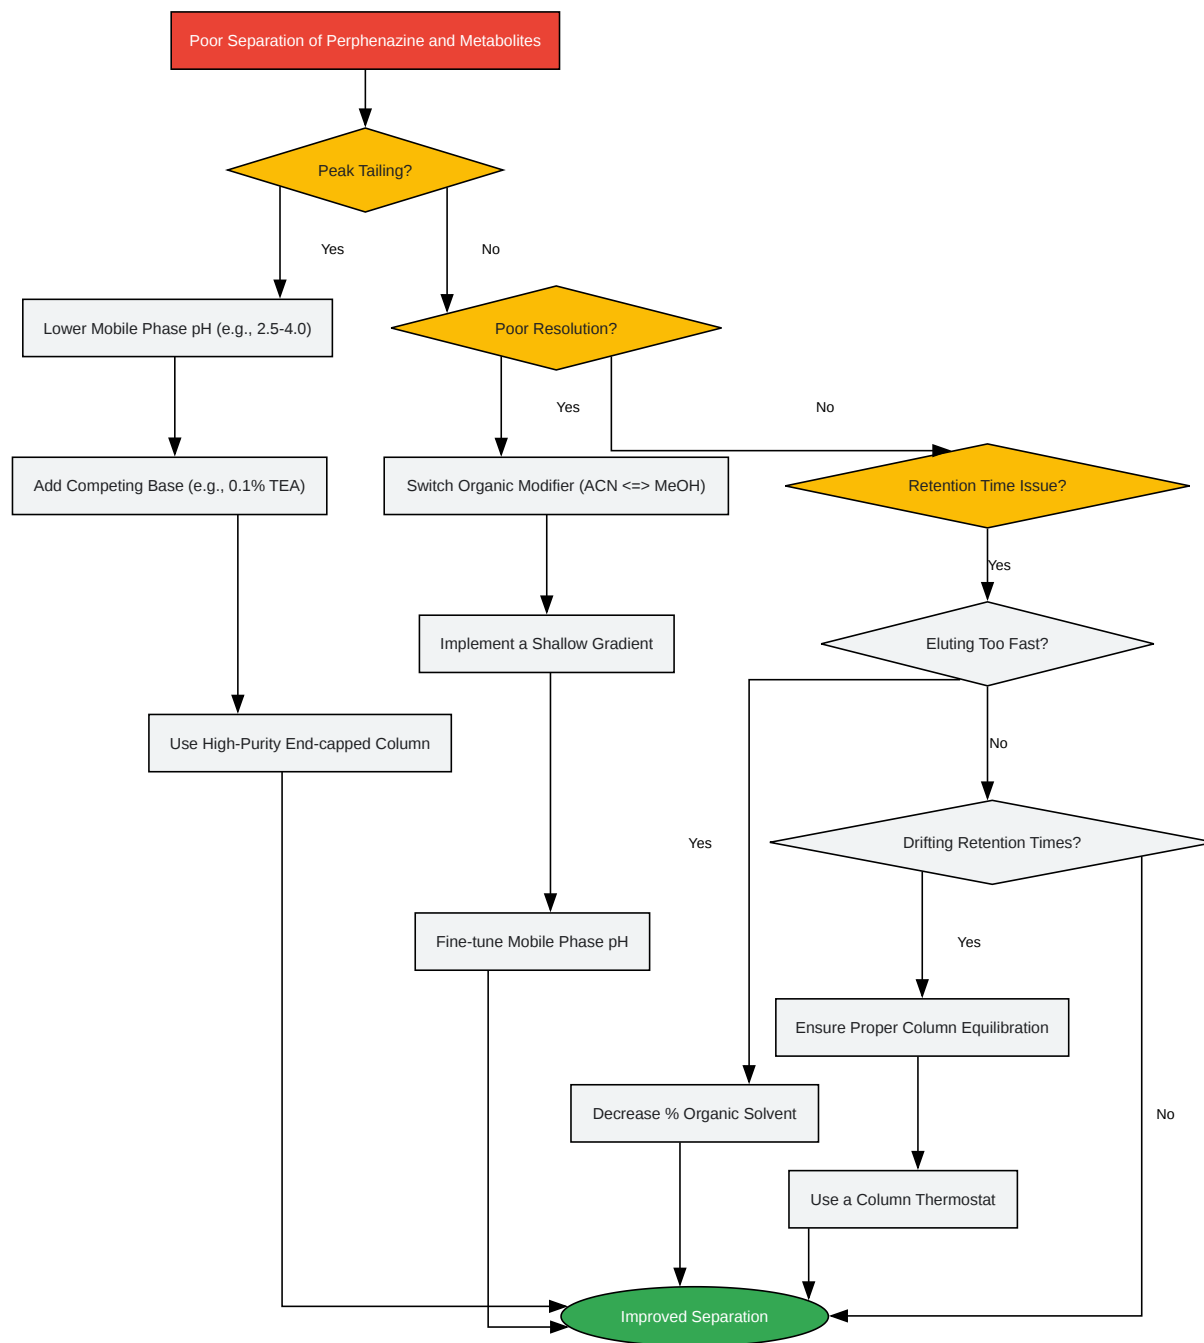 Poor Separation of Perphenazine and Metabolites
Peak Tailing?
Yes
No
Lower Mobile Phase pH (e.g., 2.5-4.0)
Poor Resolution?
Yes
No
Add Competing Base (e.g., 0.1% TEA)
Switch Organic Modifier (ACN <=> MeOH)
Retention Time Issue?
Yes
Implement a Shallow Gradient
Eluting Too Fast?
Use High-Purity End-capped Column
No
Yes
Drifting Retention Times?
Fine-tune Mobile Phase pH
Yes
Ensure Proper Column Equilibration
Decrease % Organic Solvent
No
Use a Column Thermostat
Improved Separation